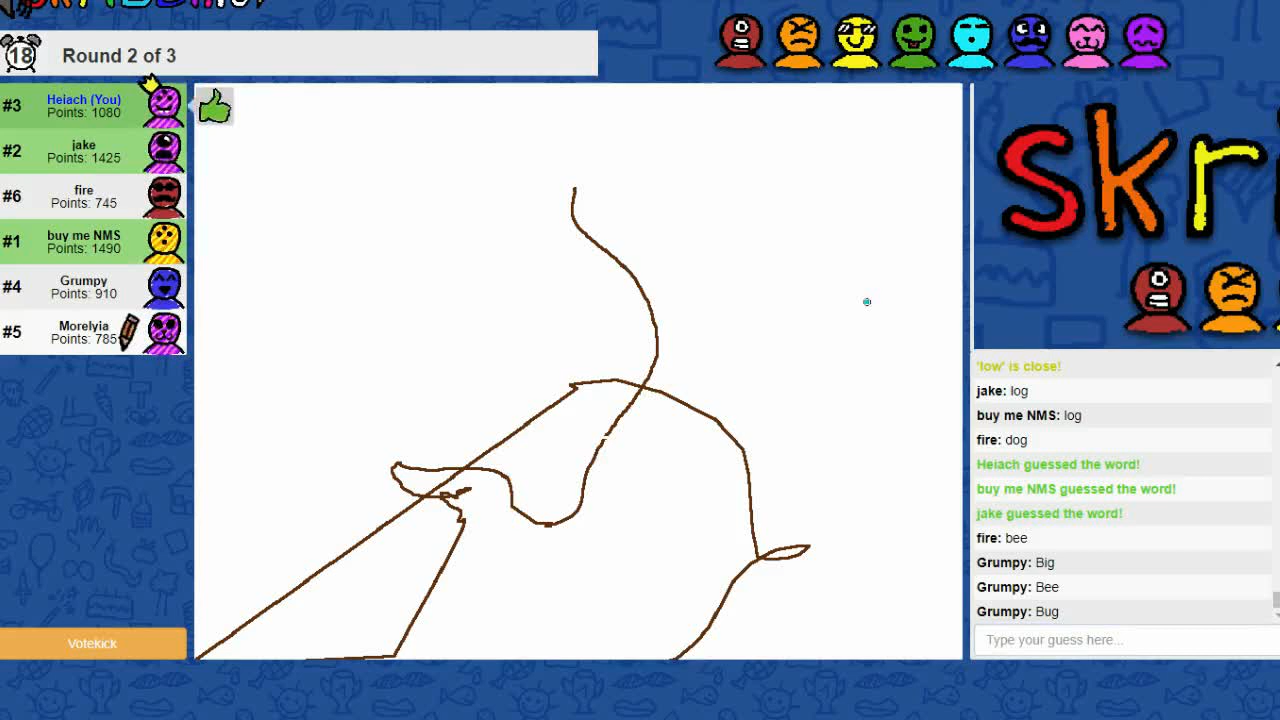 18
Round 2 of 3
#3
Heiach (You)
Points: 1080
#2
jake
Points: 1425
#6
fire
Points: 745
#1
buy me NMS
Points: 1490
#4
Grumpy
Points: 910
#5
Morelyia
Points: 785
Votekick
skr
'low' is close!
jake: log
buy me NMS: log
fire: dog
Heiach guessed the word!
buy me NMS guessed the word!
jake guessed the word!
fire: bee
Grumpy: Big
Grumpy: Bee
Grumpy: Bug
Type your guess here...